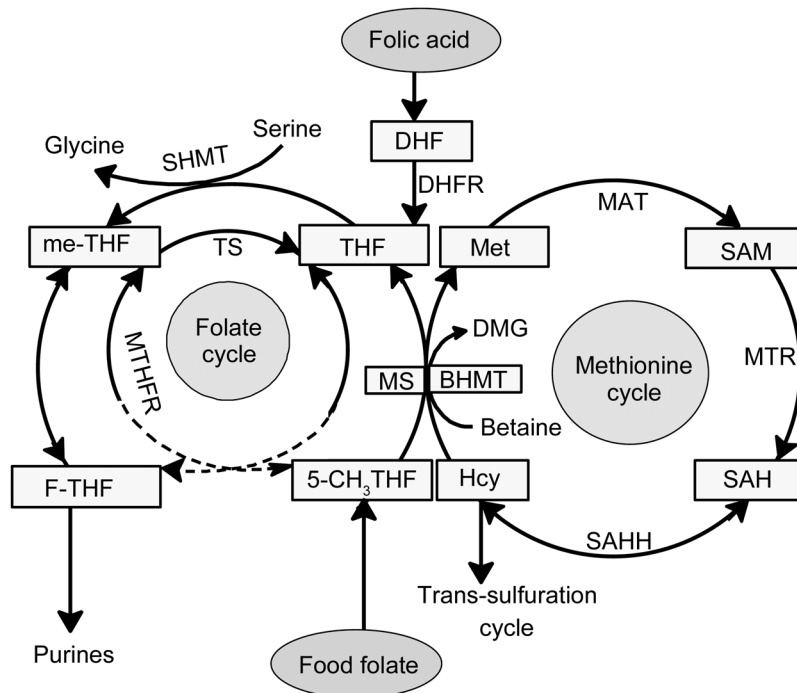 Folic acid
Serine
Glycine
SHMT
DHF
DHFR
MAT
me-THF
TS
THF
Met
SAM
Folate
cycle
MTHFR
DMG
MS
BHMT
Betaine
Methionine
cycle
MTR
F-THF
5-CH₃THF
Hcy
SAH
SAHH
Trans-sulfuration
cycle
Purines
Food folate